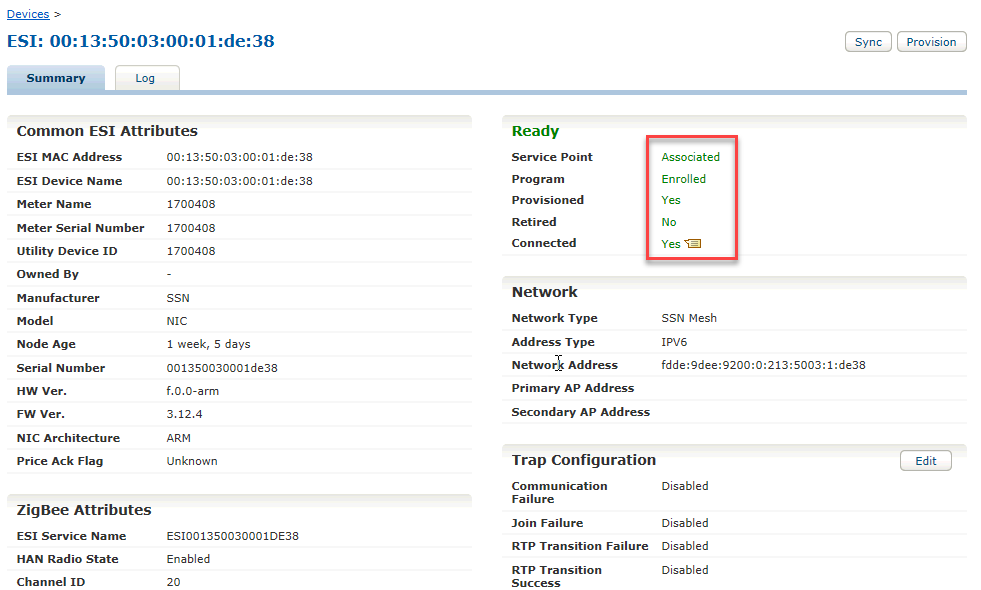 Devices >
ESI: 00:13:50:03:00:01:de:38
Sync Provision
Summary Log
Common ESI Attributes
ESI MAC Address 00:13:50:03:00:01:de:38
ESI Device Name 00:13:50:03:00:01:de:38
Meter Name 1700408
Meter Serial Number 1700408
Utility Device ID 1700408
Owned By -
Manufacturer SSN
Model NIC
Node Age 1 week, 5 days
Serial Number 001350030001de38
HW Ver. f.0.0-arm
FW Ver. 3.12.4
NIC Architecture ARM
Price Ack Flag Unknown
ZigBee Attributes
ESI Service Name ESI001350030001DE38
HAN Radio State Enabled
Channel ID 20
Ready
Service Point Associated
Program Enrolled
Provisioned Yes
Retired No
Connected Yes
Network
Network Type SSN Mesh
Address Type IPV6
Network Address fdde:9dee:9200:0:213:5003:1:de38
Primary AP Address
Secondary AP Address
Trap Configuration Edit
Communication Disabled
Failure
Join Failure Disabled
RTP Transition Failure Disabled
RTP Transition Disabled
Success